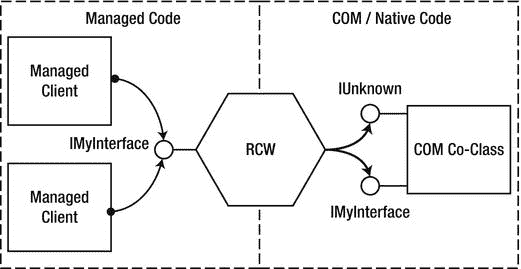 Managed Code
COM / Native Code
Managed
Client
IMyInterface
Managed
Client
RCW
IUnknown
COM Co-Class
IMyInterface